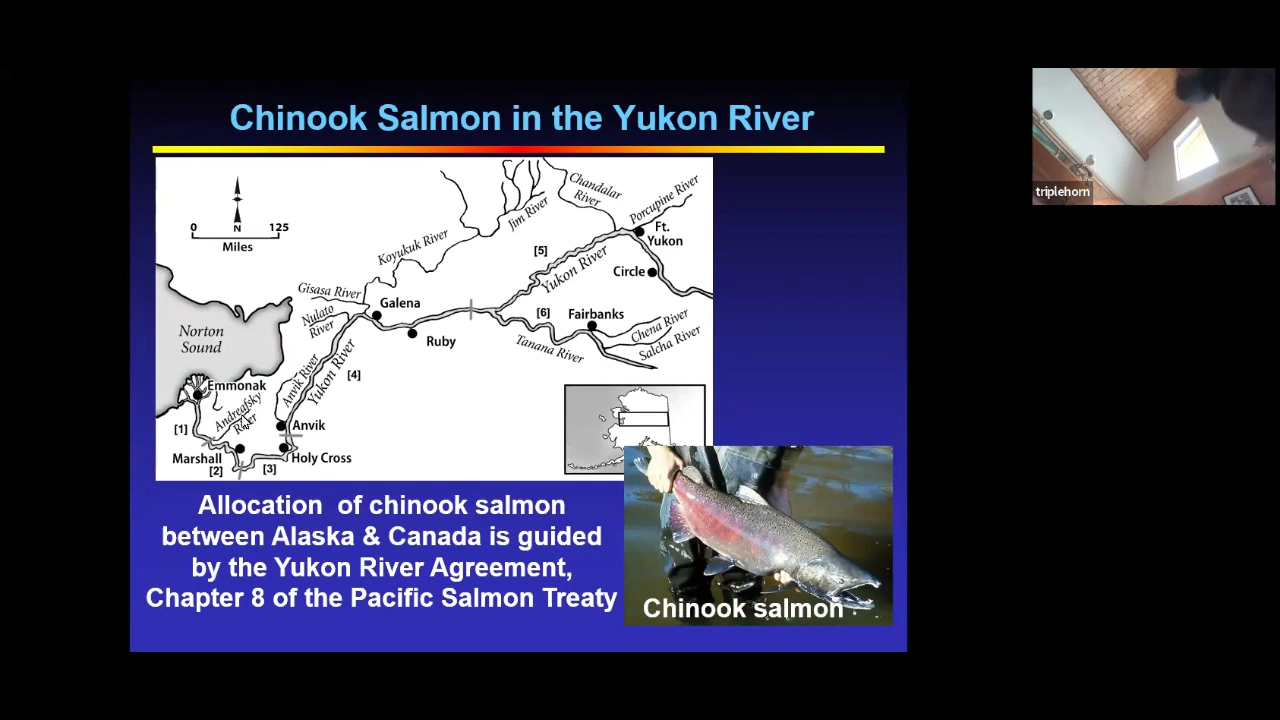 Chinook Salmon in the Yukon River
0 N 125
Miles
Chandalar
River
Porcupine River
Jim River
Ft.
Yukon
Koyukuk River
[5]
Yukon River
Circle
Gisasa River
Galena
Nulato
River
[6]
Fairbanks
Chena River
Salcha River
Norton
Sound
Ruby
Tanana River
Yukon River
[4]
Anvik River
Emmonak
Andreafsky
River
[1]
Anvik
Marshall
[2]
[3]
Holy Cross
Allocation of chinook salmon
between Alaska & Canada is guided
by the Yukon River Agreement,
Chapter 8 of the Pacific Salmon Treaty
Chinook salmon
triplehorn